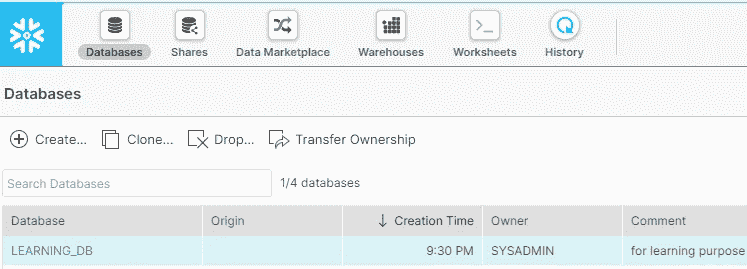 Databases Shares Data Marketplace Warehouses Worksheets History
Databases
Create... Clone... Drop... Transfer Ownership
Search Databases 1/4 databases
Database Origin Creation Time Owner Comment
LEARNING_DB 9:30 PM SYSADMIN for learning purpose